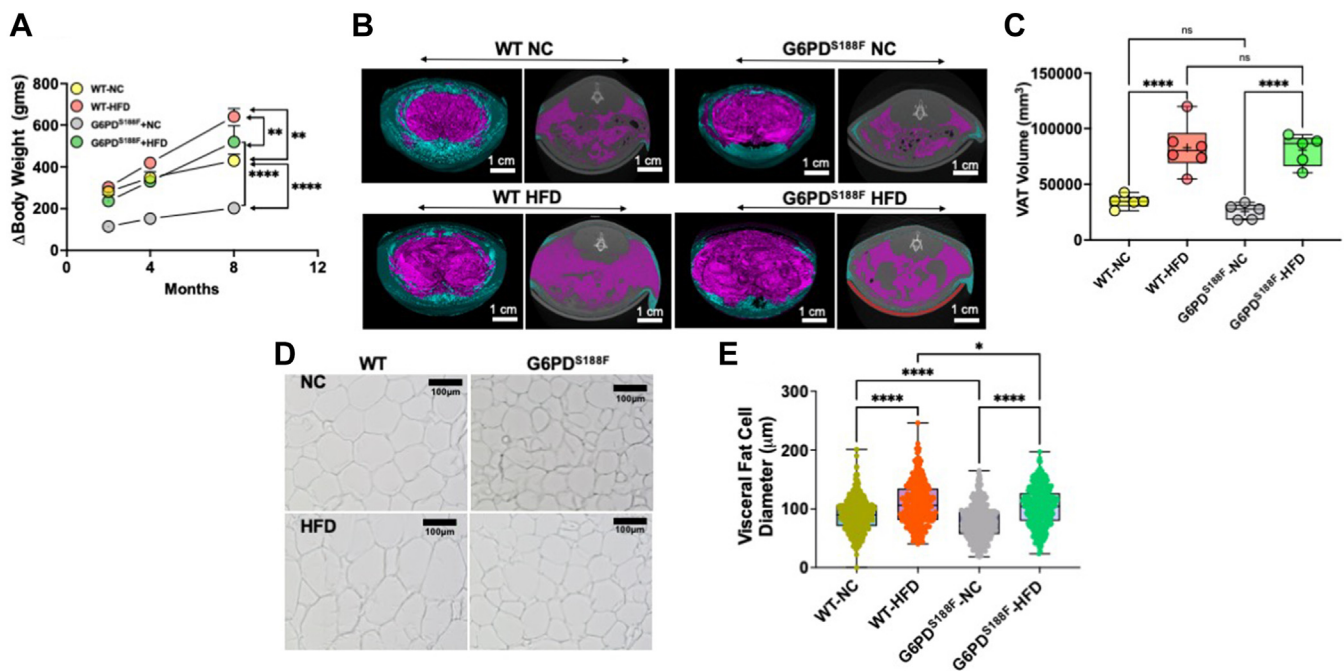 A
ΔBody Weight (gms)
800
600
400
200
0
0
4
8
12
Months
WT-NC
WT-HFD
G6PDS188F+NC
G6PDS188F+HFD
**
**
****
****
B
WT NC
G6PDS188F NC
1 cm
1 cm
1 cm
1 cm
WT HFD
G6PDS188F HFD
1 cm
1 cm
1 cm
1 cm
C
ns
ns
****
****
VAT Volume (mm3)
150000
100000
50000
0
WT-NC
WT-HFD
G6PDS188F-NC
G6PDS188F-HFD
D
WT
G6PDS188F
NC
100μm
100μm
HFD
100μm
100μm
E
*
****
****
****
Visceral Fat Cell
Diameter (μm)
300
200
100
0
WT-NC
WT-HFD
G6PDS188F-NC
G6PDS188F-HFD